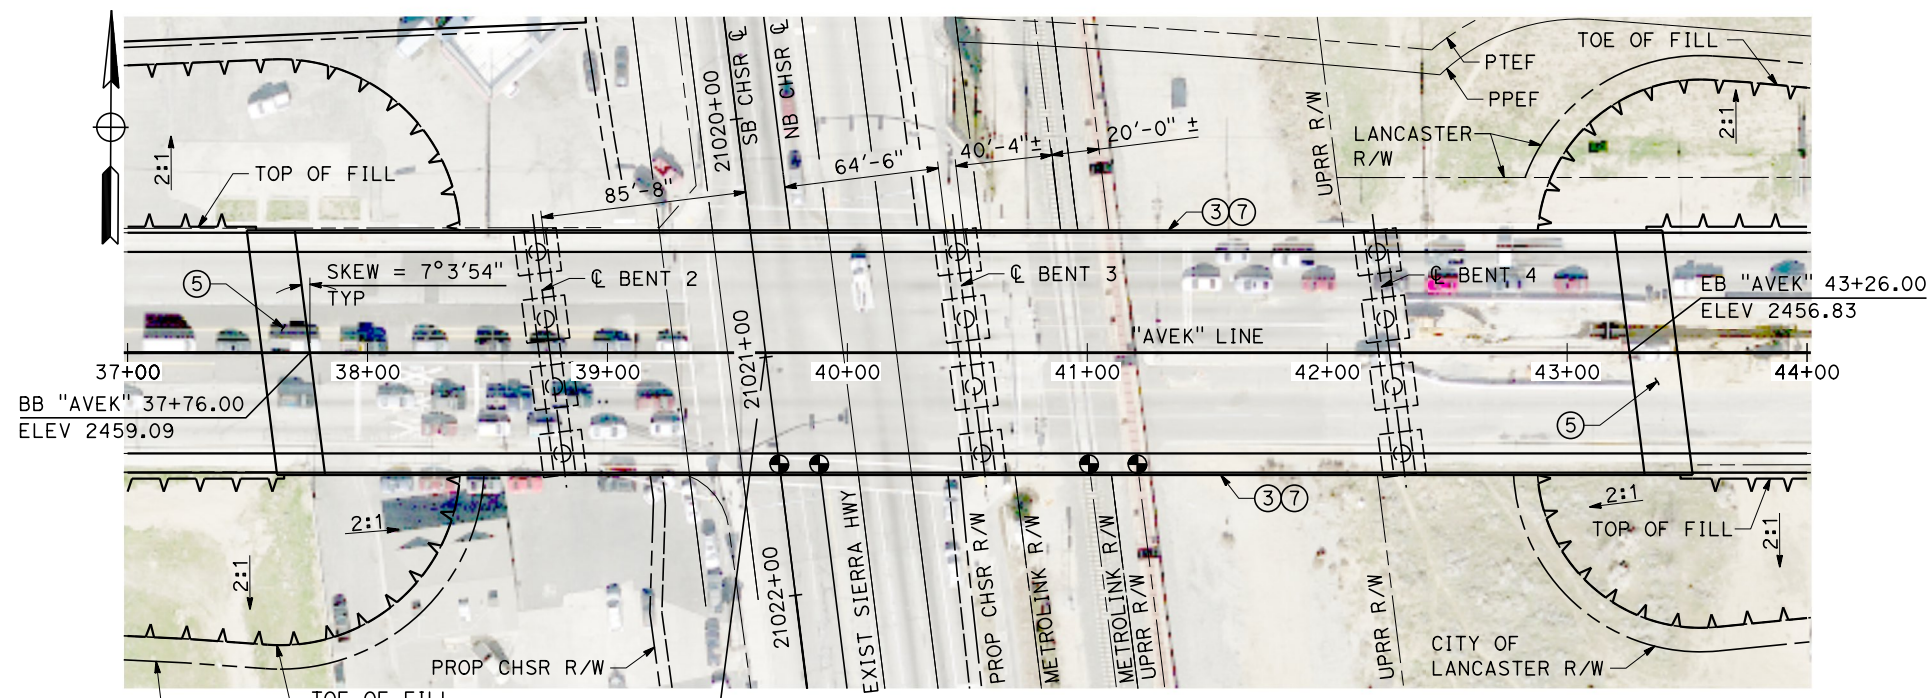 TOE OF FILL
PTEF
PPEF
SB CHSR ℄
NB CHSR ℄
21020+00
UPRR R/W
LANCASTER
R/W
2:1
2:1
20'-0" ±
40'-4"±
64'-6"
85'-8"
TOP OF FILL
3 7
SKEW = 7°3'54"
TYP
5
℄ BENT 2
℄ BENT 3
℄ BENT 4
EB "AVEK" 43+26.00
ELEV 2456.83
"AVEK" LINE
21021+00
37+00
38+00
39+00
40+00
41+00
42+00
43+00
44+00
BB "AVEK" 37+76.00
ELEV 2459.09
5
3 7
2:1
2:1
TOP OF FILL
2:1
2:1
21022+00
EXIST SIERRA HWY
PROP CHSR R/W
METROLINK R/W
METROLINK R/W
UPRR R/W
UPRR R/W
CITY OF
LANCASTER R/W
PROP CHSR R/W
TOE OF FILL